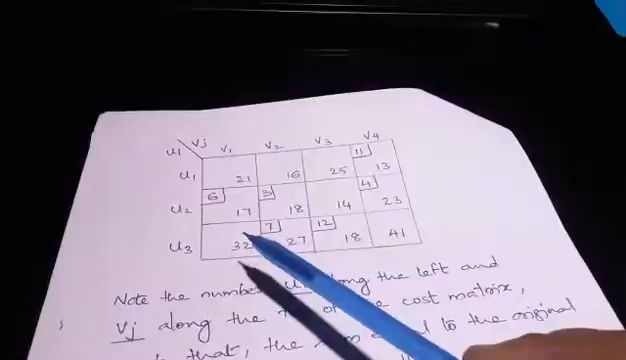 Ui Vj V1 V2 V3 V4
U1 21 16 25 11 13
U2 6 17 3 18 14 4 23
U3 32 7 27 12 18 41
Note the numbers along the left and
Vj along the of the cost matrix,
that, the to the original